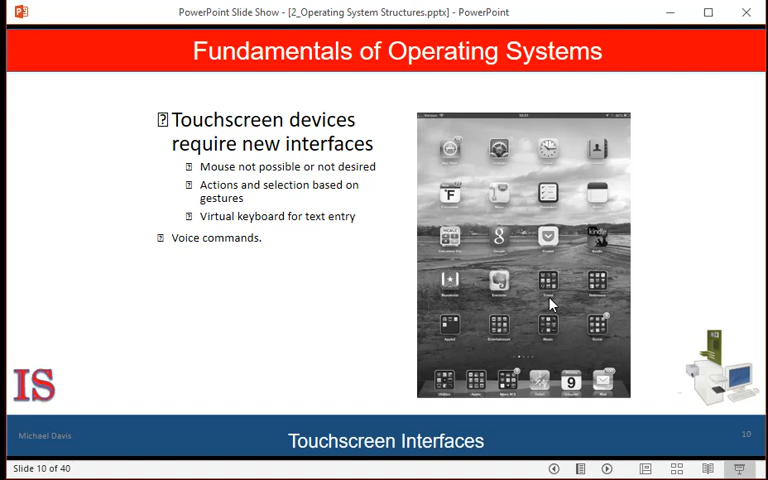 PowerPoint Slide Show - [2_Operating System Structures.pptx] - PowerPoint
Fundamentals of Operating Systems
Touchscreen devices
require new interfaces
Mouse not possible or not desired
Actions and selection based on
gestures
Virtual keyboard for text entry
Voice commands.
kindle
9
IS
Michael Davis
Touchscreen Interfaces
10
Slide 10 of 40